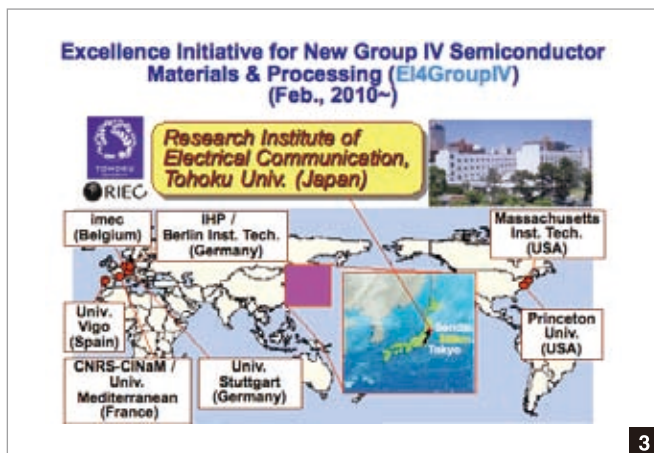 Excellence Initiative for New Group IV Semiconductor
Materials & Processing (EI4GroupIV)
(Feb., 2010~)
TOHOKU
RIEC
Research Institute of
Electrical Communication,
Tohoku Univ. (Japan)
imec
(Belgium)
IHP /
Berlin Inst. Tech.
(Germany)
Massachusetts
Inst. Tech.
(USA)
Univ.
Vigo
(Spain)
CNRS-CINaM /
Univ.
Mediterranean
(France)
Univ.
Stuttgart
(Germany)
Sendai
Tokyo
Princeton
Univ.
(USA)
3